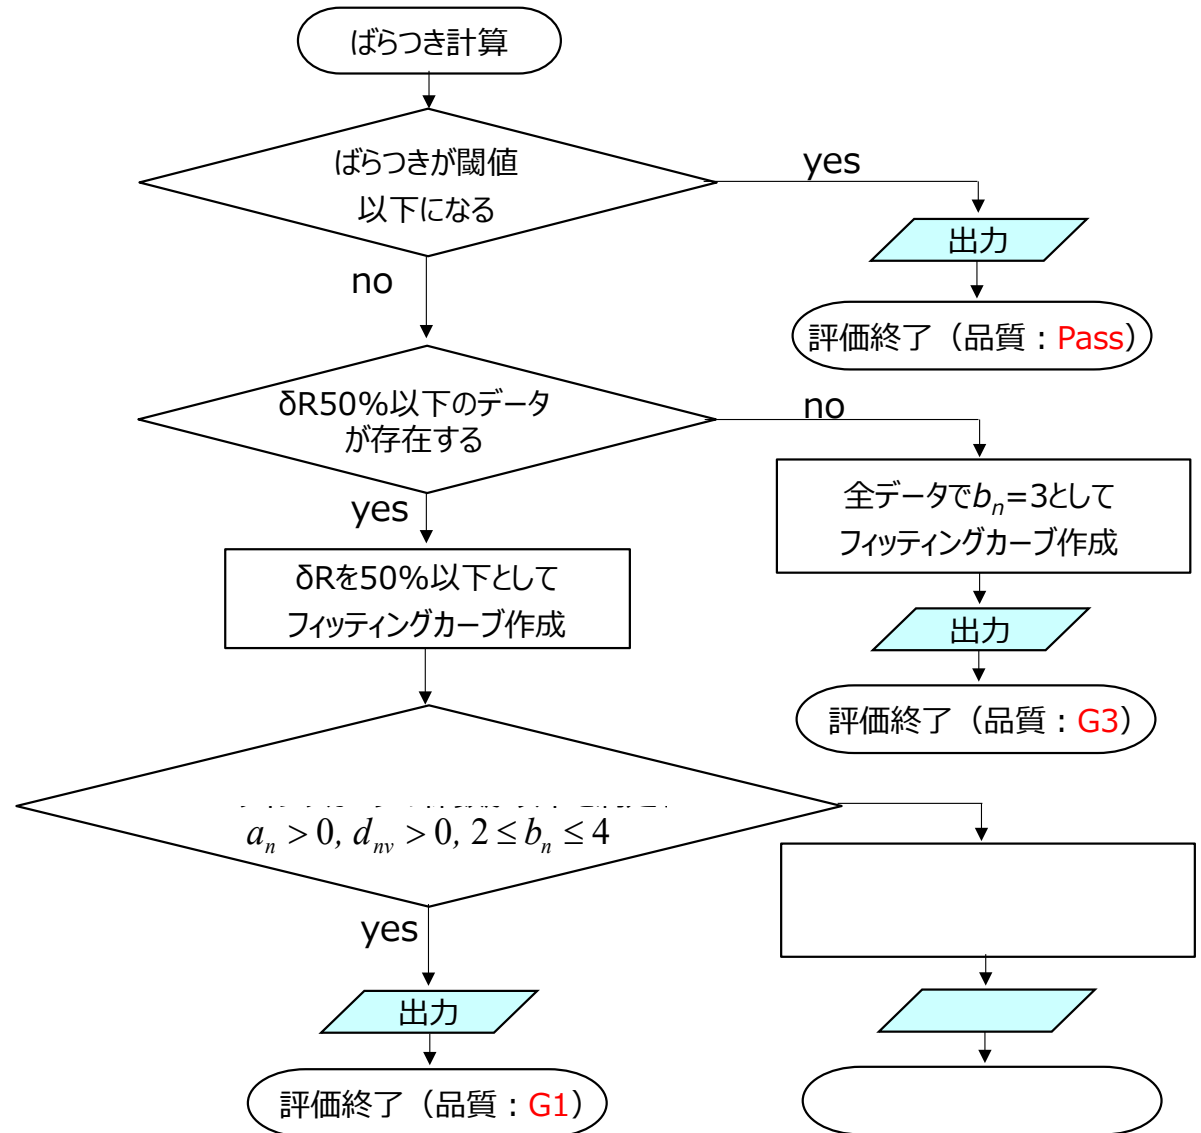 ばらつき計算
ばらつきが閾値
以下になる
yes
no
出力
評価終了（品質：Pass）
δR50%以下のデータ
が存在する
no
yes
全データでbn=3として
フィッティングカーブ作成
δRを50%以下として
フィッティングカーブ作成
出力
評価終了（品質：G3）
an > 0, dnv > 0, 2 ≤ bn ≤ 4
yes
出力
評価終了（品質：G1）